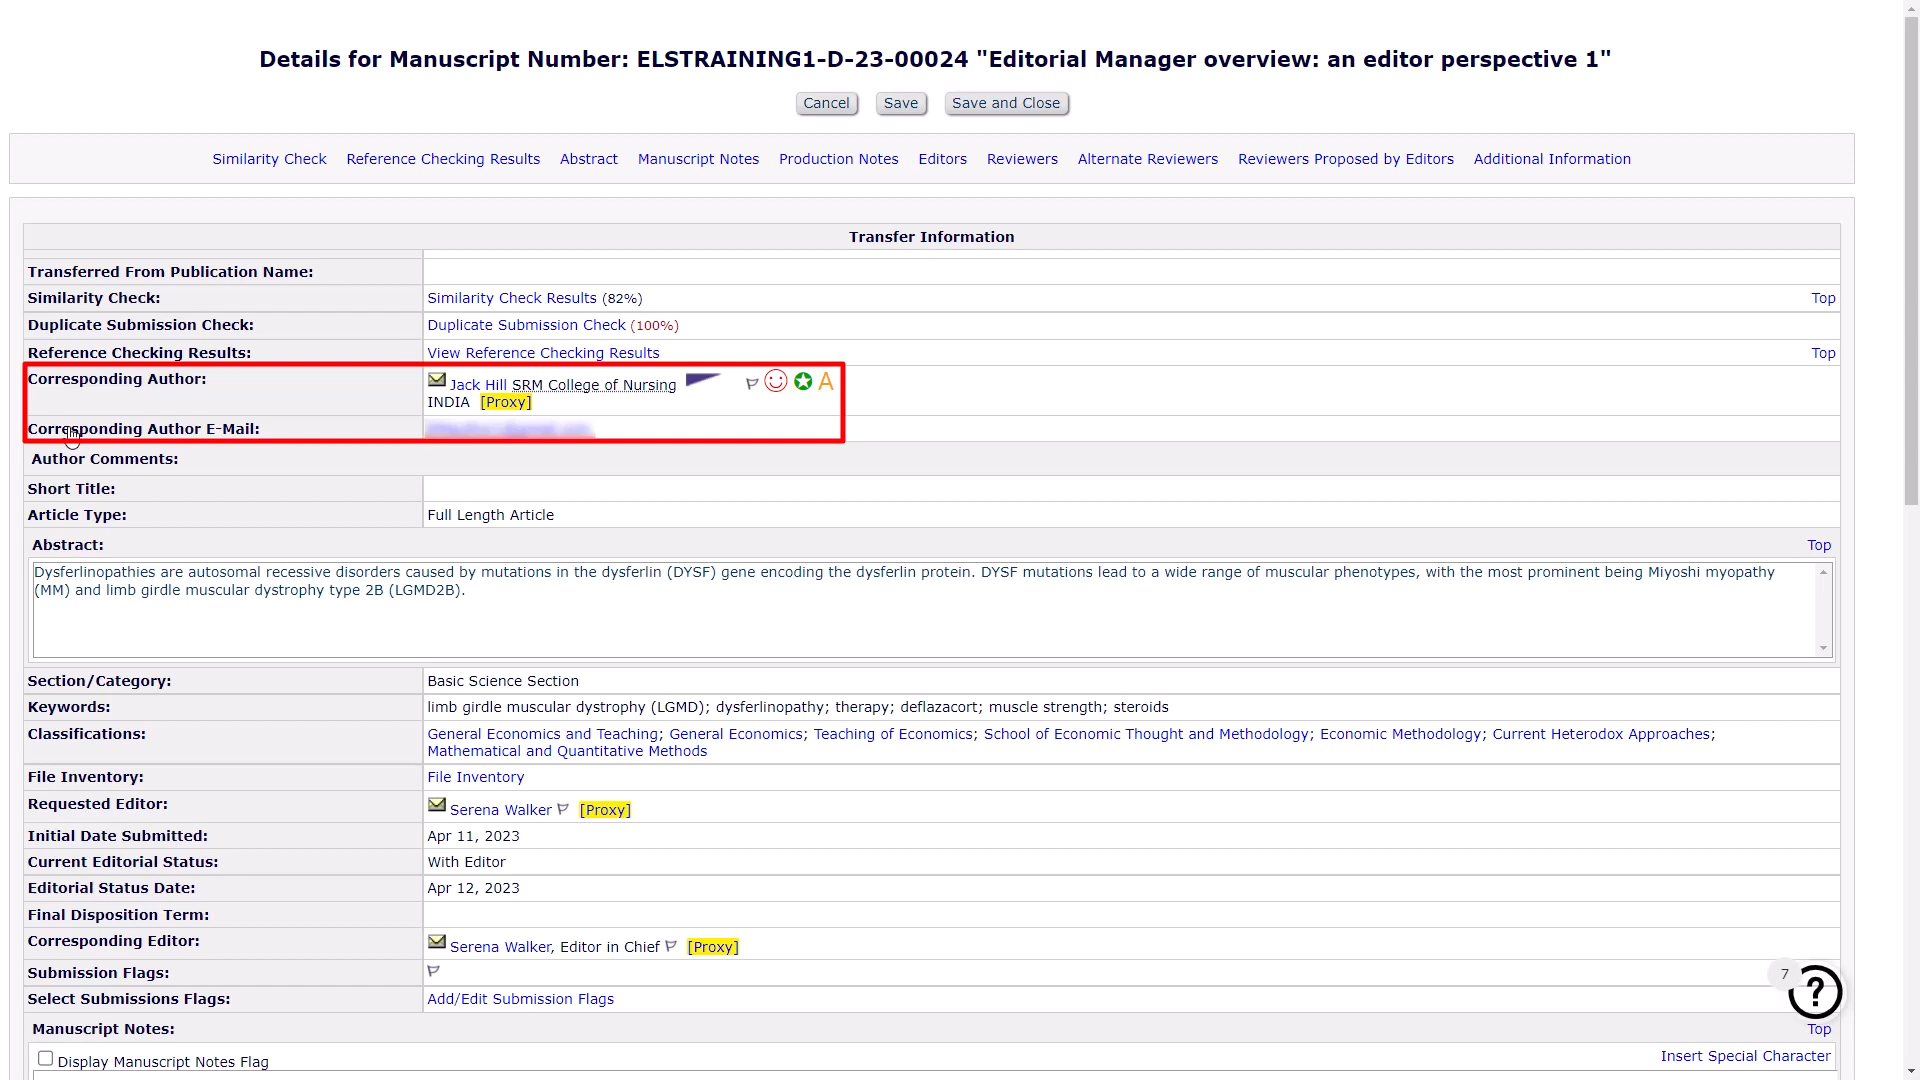 Details for Manuscript Number: ELSTRAINING1-D-23-00024 "Editorial Manager overview: an editor perspective 1"
Cancel Save Save and Close
Similarity Check Reference Checking Results Abstract Manuscript Notes Production Notes Editors Reviewers Alternate Reviewers Reviewers Proposed by Editors Additional Information
Transfer Information
Transferred From Publication Name:
Similarity Check: Similarity Check Results (82%) Top
Duplicate Submission Check: Duplicate Submission Check (100%)
Reference Checking Results: View Reference Checking Results Top
Corresponding Author: Jack Hill SRM College of Nursing A
INDIA [Proxy]
Corresponding Author E-Mail:
Author Comments:
Short Title:
Article Type: Full Length Article
Abstract: Top
Dysferlinopathies are autosomal recessive disorders caused by mutations in the dysferlin (DYSF) gene encoding the dysferlin protein. DYSF mutations lead to a wide range of muscular phenotypes, with the most prominent being Miyoshi myopathy
(MM) and limb girdle muscular dystrophy type 2B (LGMD2B).
Section/Category: Basic Science Section
Keywords: limb girdle muscular dystrophy (LGMD); dysferlinopathy; therapy; deflazacort; muscle strength; steroids
Classifications: General Economics and Teaching; General Economics; Teaching of Economics; School of Economic Thought and Methodology; Economic Methodology; Current Heterodox Approaches;
Mathematical and Quantitative Methods
File Inventory: File Inventory
Requested Editor: Serena Walker [Proxy]
Initial Date Submitted: Apr 11, 2023
Current Editorial Status: With Editor
Editorial Status Date: Apr 12, 2023
Final Disposition Term:
Corresponding Editor: Serena Walker, Editor in Chief [Proxy]
Submission Flags:
7
?
Select Submissions Flags: Add/Edit Submission Flags
Manuscript Notes: Top
Display Manuscript Notes Flag Insert Special Character